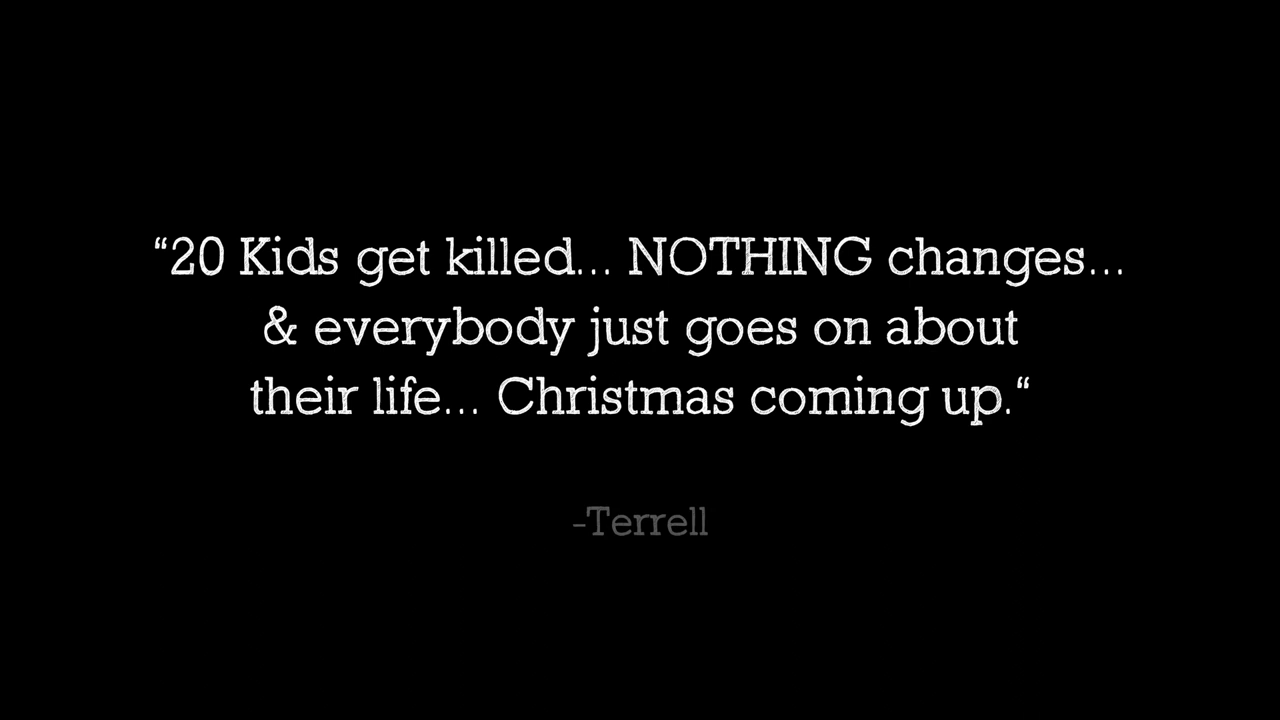 “20 Kids get killed... NOTHING changes...
& everybody just goes on about
their life... Christmas coming up.“
-Terrell